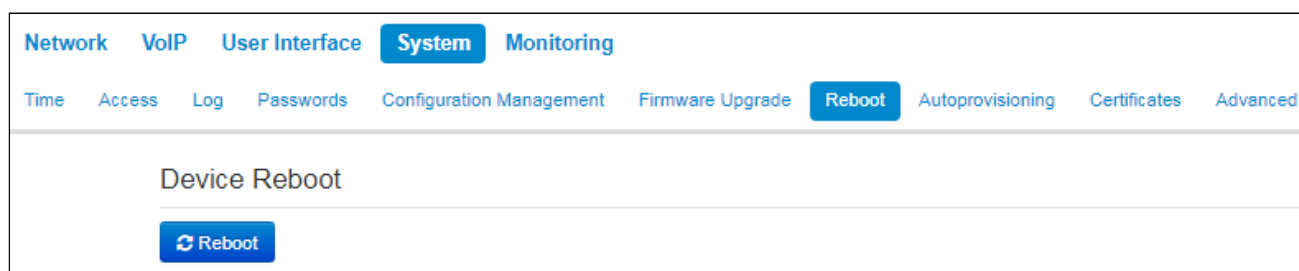 Network VoIP User Interface System Monitoring
Time Access Log Passwords Configuration Management Firmware Upgrade Reboot Autoprovisioning Certificates Advanced
Device Reboot
Reboot